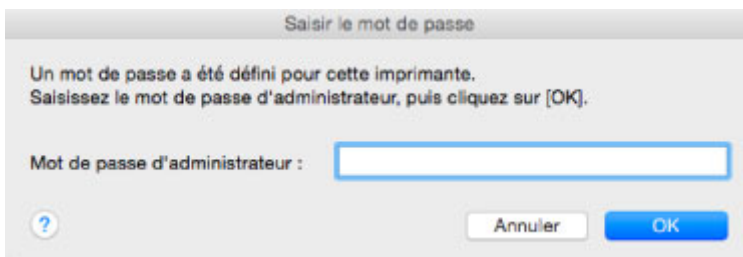 Saisir le mot de passe
Un mot de passe a été défini pour cette imprimante.
Saisissez le mot de passe d'administrateur, puis cliquez sur [OK].
Mot de passe d'administrateur :
?
Annuler
OK